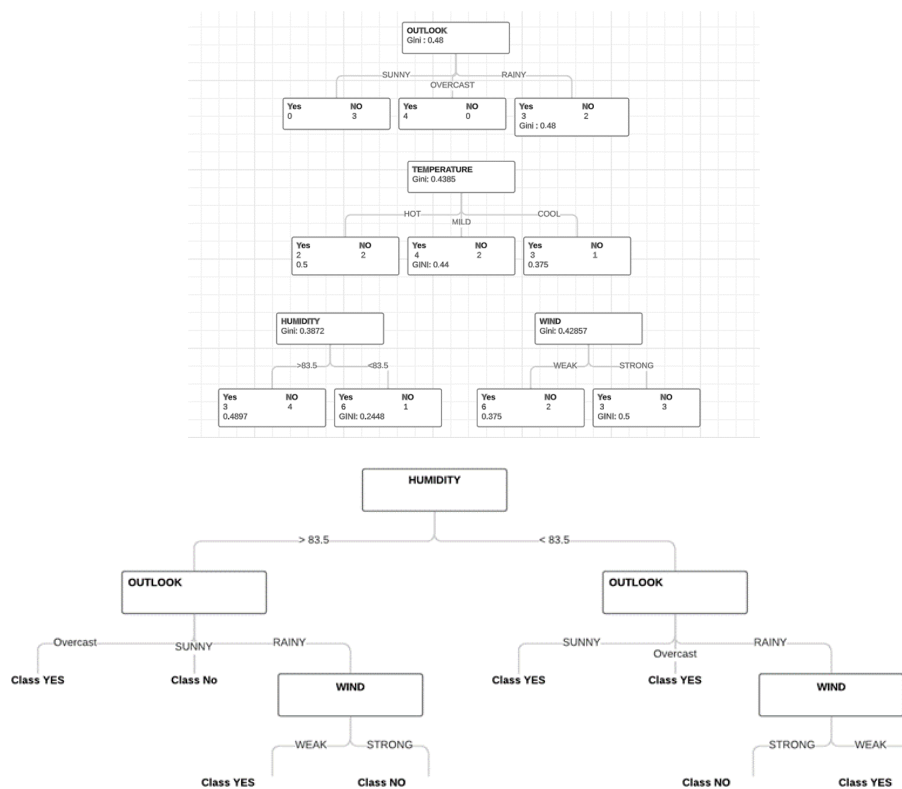 OUTLOOK
Gini : 0.48
SUNNY
RAINY
OVERCAST
Yes NO
0 3
Yes NO
4 0
Yes NO
3 2
Gini : 0.48
TEMPERATURE
Gini: 0.4385
HOT
COOL
MILD
Yes NO
2 2
0.5
Yes NO
4 2
GINI: 0.44
Yes NO
3 1
0.375
HUMIDITY
Gini: 0.3872
>83.5
<83.5
Yes NO
3 4
0.4897
Yes NO
6 1
GINI: 0,2448
WIND
Gini: 0.42857
WEAK
STRONG
Yes NO
6 2
0.375
Yes NO
3 3
GINI: 0.5
HUMIDITY
> 83.5
< 83.5
OUTLOOK
Overcast
SUNNY
RAINY
Class YES
Class No
WIND
WEAK
STRONG
Class YES
Class NO
OUTLOOK
SUNNY
Overcast
RAINY
Class YES
Class YES
WIND
STRONG
WEAK
Class NO
Class YES